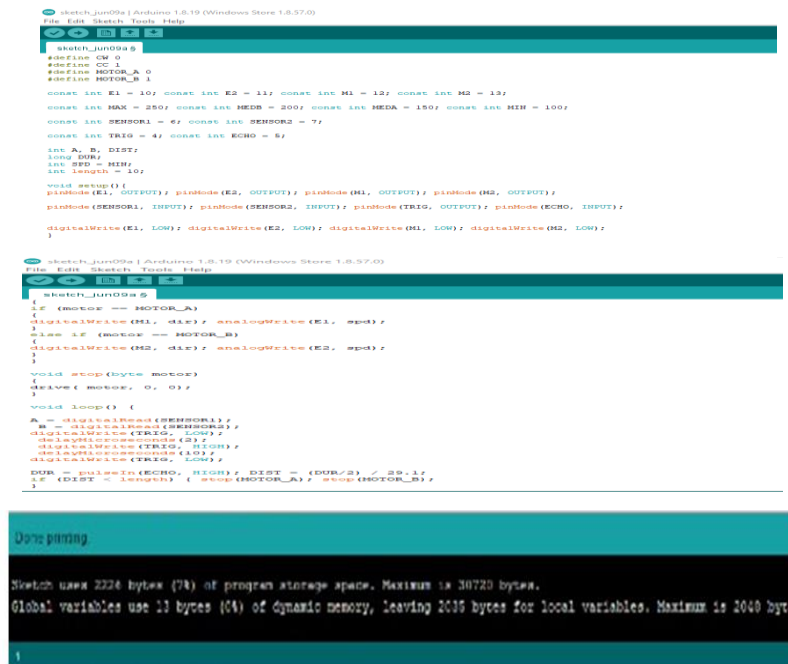 sketch_jun09a | Arduino 1.8.19 (Windows Store 1.8.57.0)
File Edit Sketch Tools Help
sketch_jun09a §
#define CW 0
#define CC 1
#define MOTOR_A 0
#define MOTOR_B 1
const int E1 = 10; const int E2 = 11; const int M1 = 12; const int M2 = 13;
const int MAX = 250; const int MEDB = 200; const int MEDA = 150; const int MIN = 100;
const int SENSOR1 = 6; const int SENSOR2 = 7;
const int TRIG = 4; const int ECHO = 5;
int A, B, DIST;
long DUR;
int SPD = MIN;
int length = 10;
void setup(){
pinMode(E1, OUTPUT); pinMode(E2, OUTPUT); pinMode(M1, OUTPUT); pinMode(M2, OUTPUT);
pinMode(SENSOR1, INPUT); pinMode(SENSOR2, INPUT); pinMode(TRIG, OUTPUT); pinMode(ECHO, INPUT);
digitalWrite(E1, LOW); digitalWrite(E2, LOW); digitalWrite(M1, LOW); digitalWrite(M2, LOW);
}
sketch_jun09a | Arduino 1.8.19 (Windows Store 1.8.57.0)
File Edit Sketch Tools Help
sketch_jun09a §
{
if (motor == MOTOR_A)
{
digitalWrite(M1, dir); analogWrite(E1, spd);
}
else if (motor == MOTOR_B)
{
digitalWrite(M2, dir); analogWrite(E2, spd);
}
}
void stop(byte motor)
{
drive( motor, 0, 0);
}
void loop() {
A = digitalRead(SENSOR1);
B = digitalRead(SENSOR2);
digitalWrite(TRIG, LOW);
delayMicroseconds(2);
digitalWrite(TRIG, HIGH);
delayMicroseconds(10);
digitalWrite(TRIG, LOW);
DUR = pulseIn(ECHO, HIGH); DIST = (DUR/2) / 29.1;
if (DIST < length) { stop(MOTOR_A); stop(MOTOR_B);
}
Done printing.
Sketch uses 2224 bytes (7%) of program storage space. Maximum is 30720 bytes.
Global variables use 13 bytes (0%) of dynamic memory, leaving 2035 bytes for local variables. Maximum is 2048 byt
1